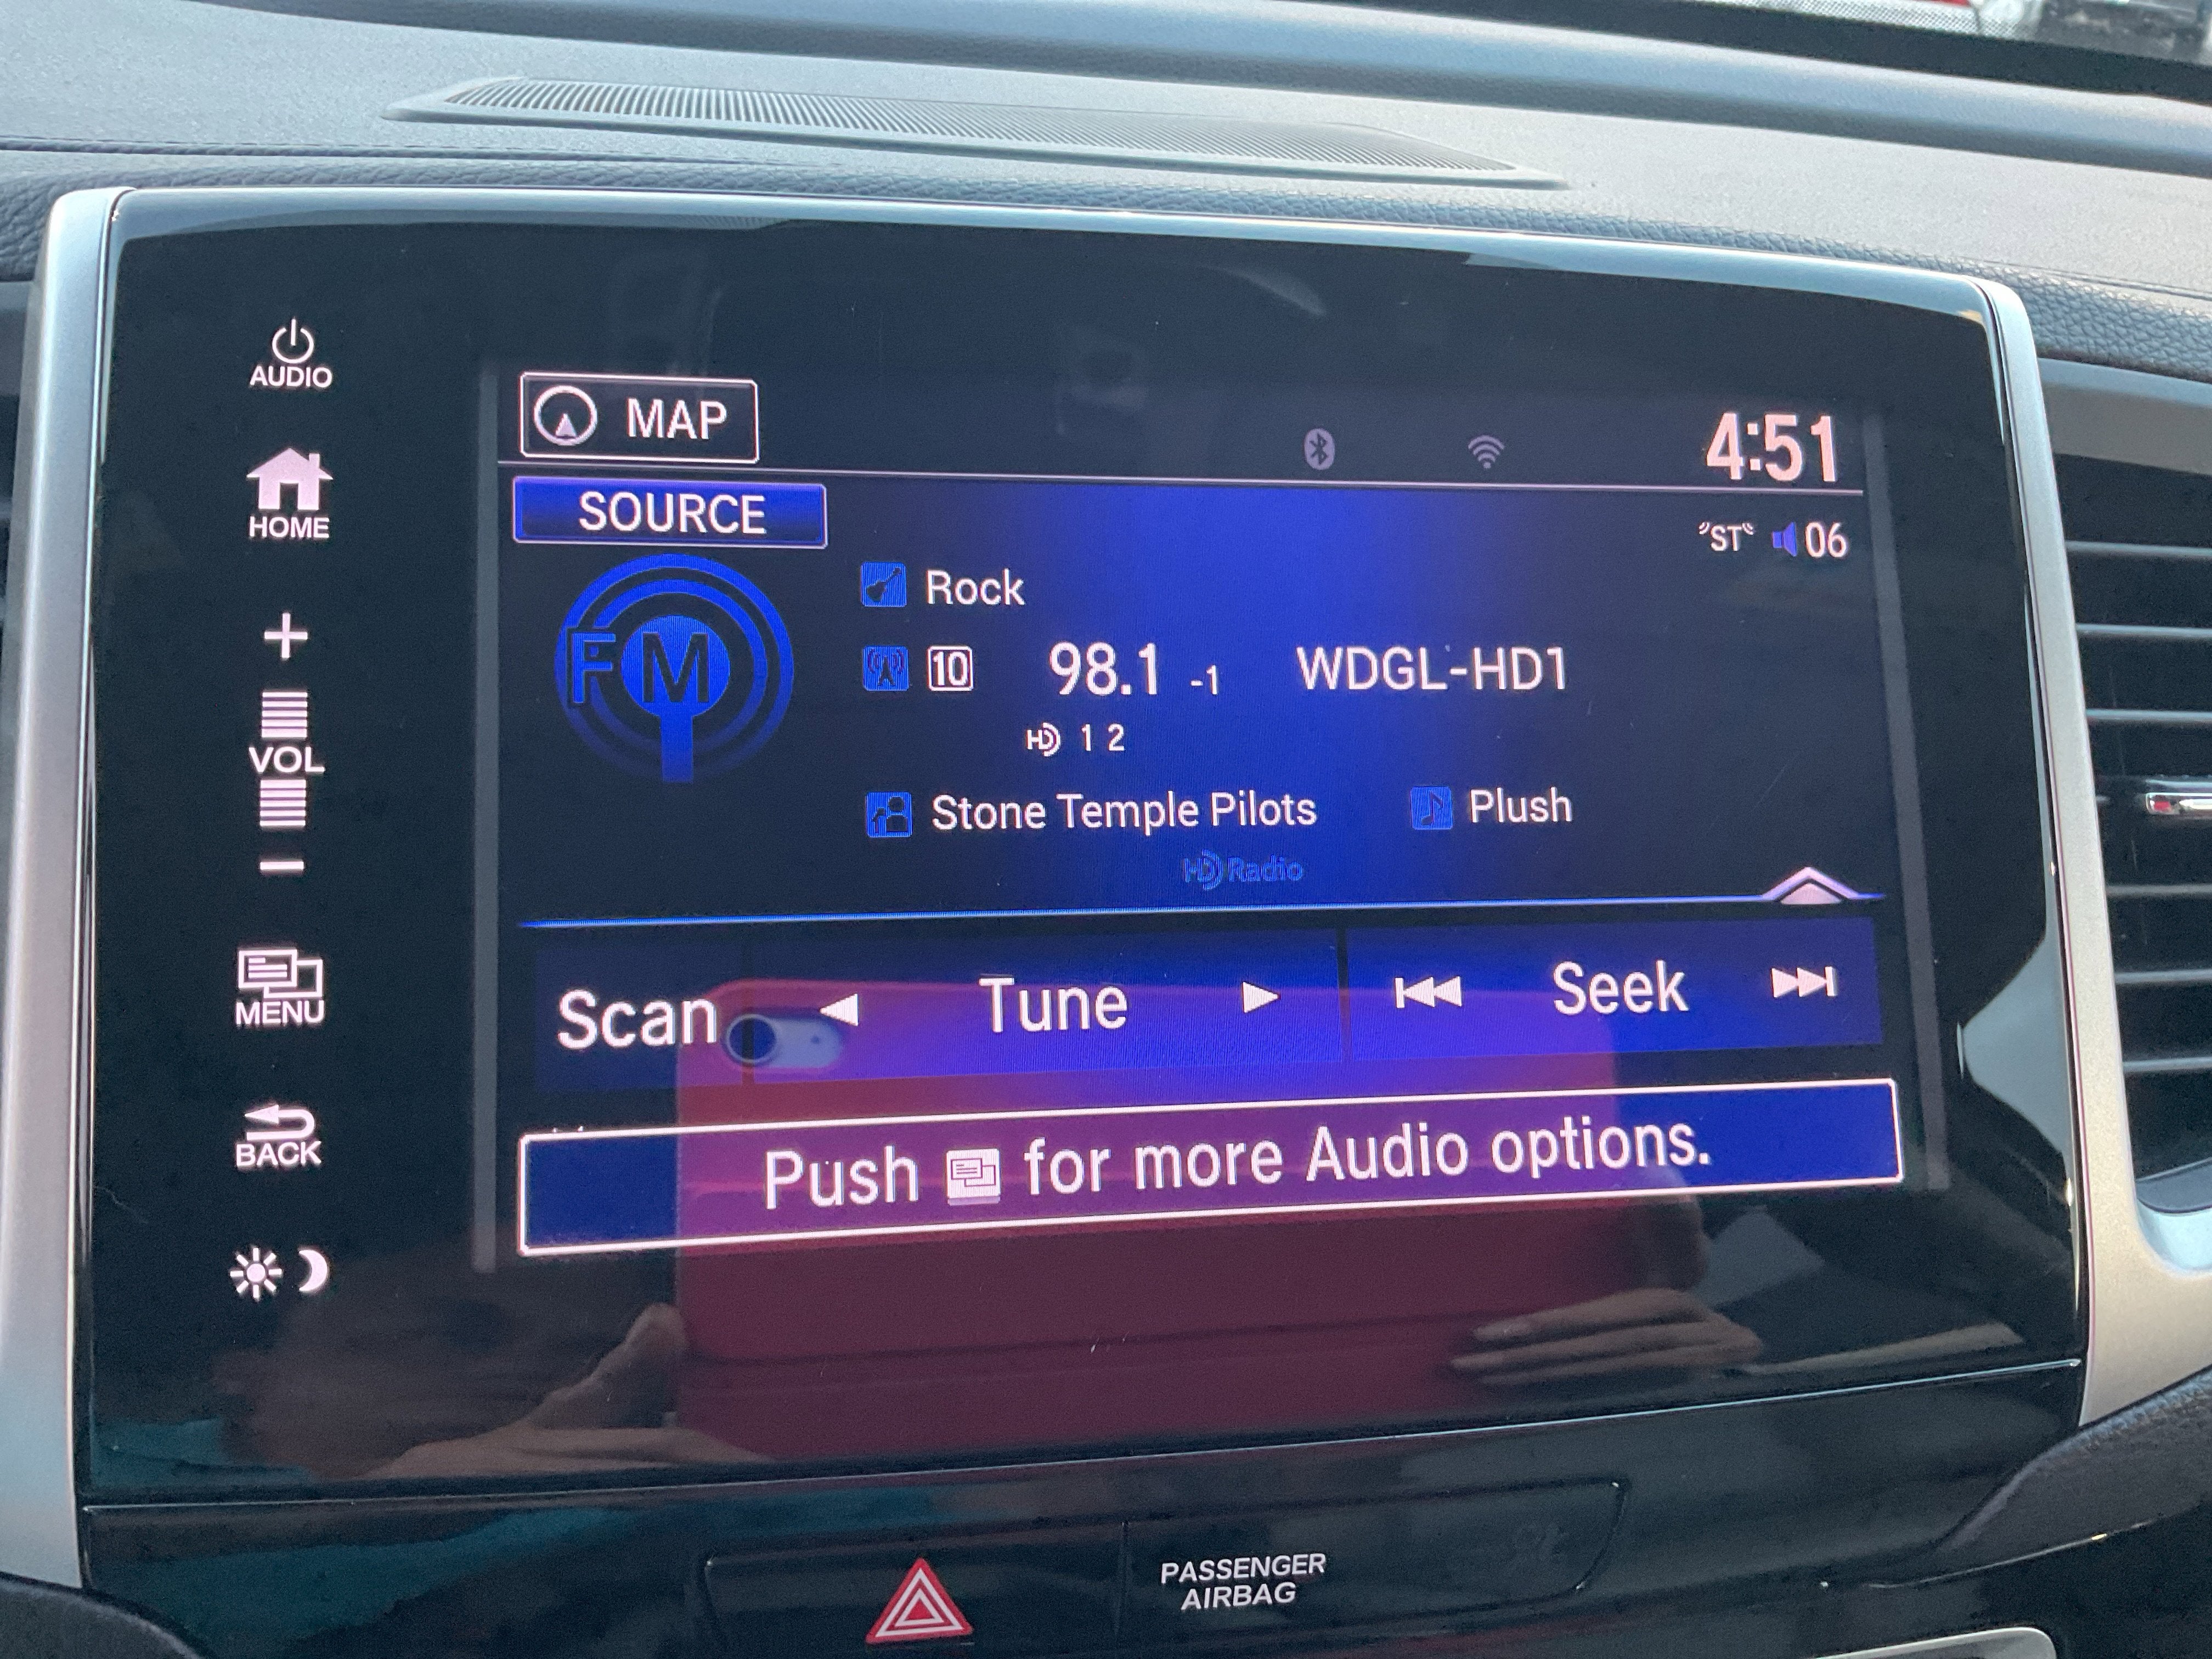 AUDIO
MAP
4:51
HOME
SOURCE
"ST" 06
Rock
FM
10 98.1 -1 WDGL-HD1
HD 1 2
VOL
Stone Temple Pilots Plush
HD Radio
MENU
Scan Tune Seek
BACK
Push for more Audio options.
PASSENGER
AIRBAG